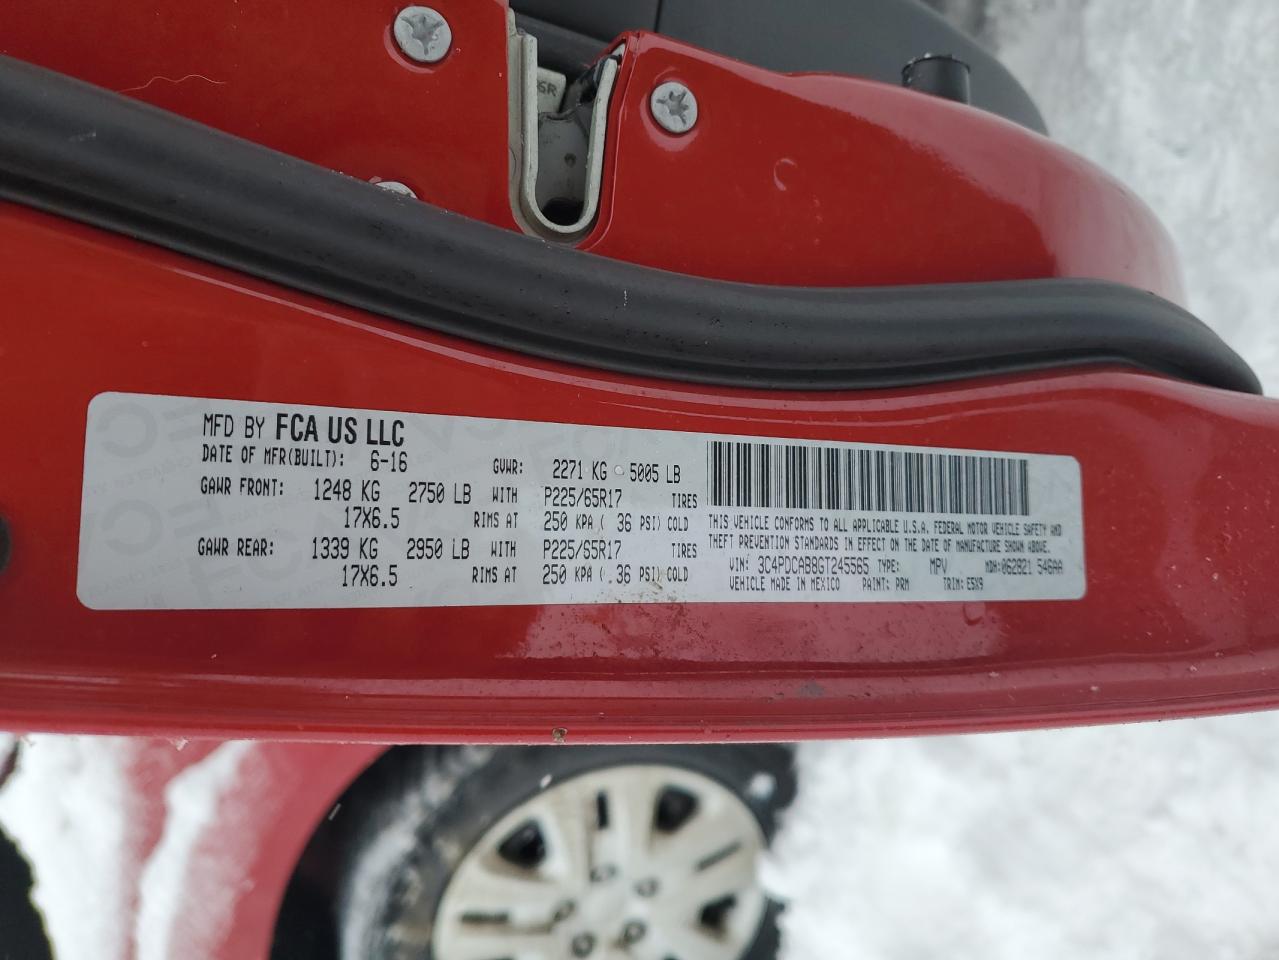 MFD BY FCA US LLC
DATE OF MFR(BUILT): 6-16 GVWR: 2271 KG 5005 LB
GAWR FRONT: 1248 KG 2750 LB WITH P225/65R17 TIRES
17X6.5 RIMS AT 250 KPA ( 36 PSI) COLD
GAWR REAR: 1339 KG 2950 LB WITH P225/65R17 TIRES
17X6.5 RIMS AT 250 KPA ( 36 PSI) COLD
THIS VEHICLE CONFORMS TO ALL APPLICABLE U.S.A. FEDERAL MOTOR VEHICLE SAFETY AND
THEFT PREVENTION STANDARDS IN EFFECT ON THE DATE OF MANUFACTURE SHOWN ABOVE.
VIN: 3C4PDCAB8GT245565 TYPE: MPV MDH: 062821 546AA
VEHICLE MADE IN MEXICO PAINT: PRM TRIM: E5X9